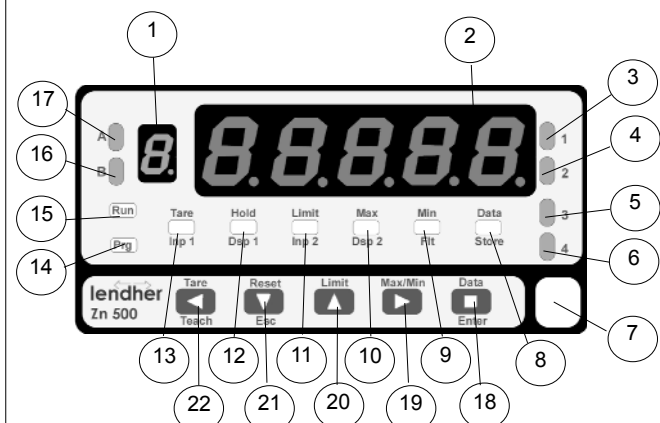 1 2
3
17
4
A 1
16
B 2
5
15
Run Tare Hold Limit Max Min Data 3
6
14
Prg Inp 1 Dsp 1 Inp 2 Dsp 2 Flt Store 4
lendher Tare Reset Limit Max/Min Data
Zn 500 Teach Esc Enter
7
13 12 11 10 9 8
22 21 20 19 18
8. 8.8.8.8.8.